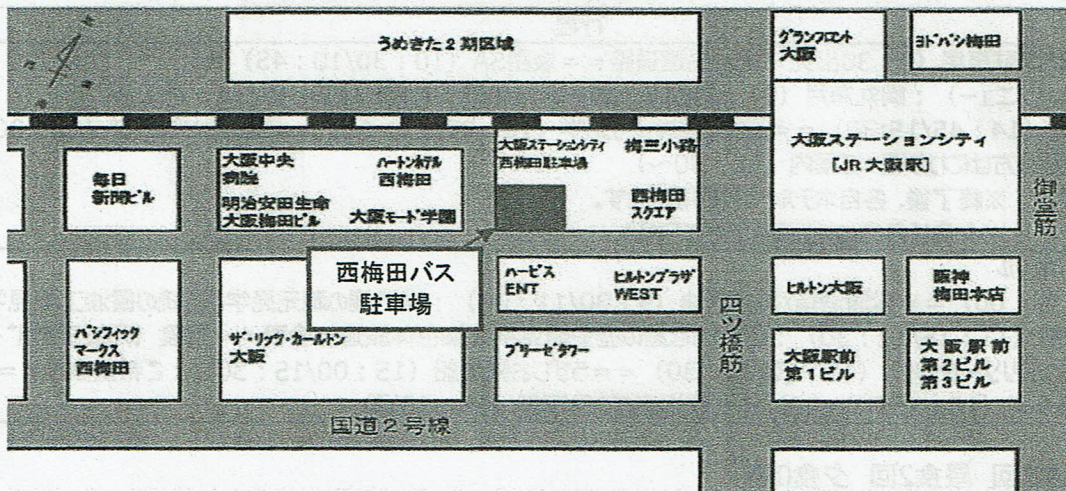 うめきた2期区域
グランフロント
大阪
ヨドバシ梅田
大阪ステーションシティ
西梅田駐車場
梅三小路
大阪ステーションシティ
[JR大阪駅]
毎日
新聞ビル
大阪中央
病院
ハートンホテル
西梅田
明治安田生命
大阪梅田ビル
大阪モード学園
西梅田
スクエア
御堂筋
西梅田バス
駐車場
ハービス
ENT
ヒルトンプラザ
WEST
ヒルトン大阪
阪神
梅田本店
四ツ橋筋
パシフィック
マークス
西梅田
ザ・リッツ・カールトン
大阪
ブリーゼタワー
大阪駅前
第1ビル
大阪駅前
第2ビル
第3ビル
国道2号線